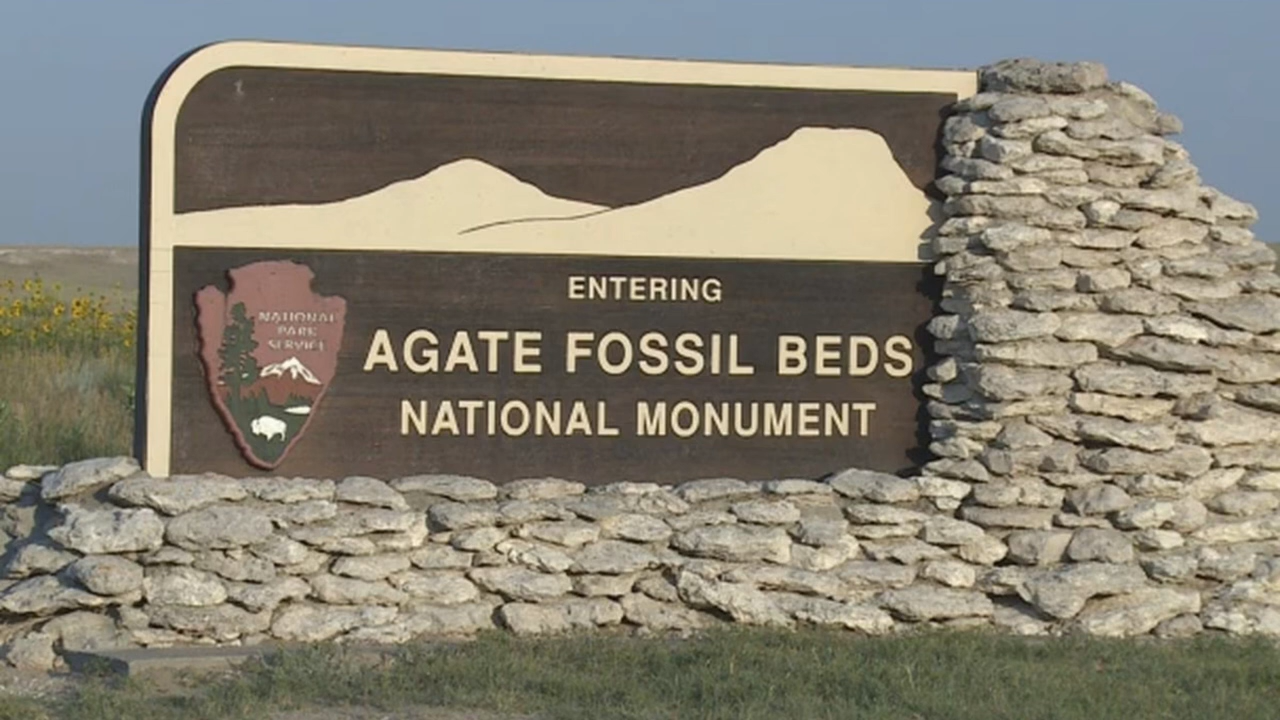 ENTERING
AGATE FOSSIL BEDS
NATIONAL MONUMENT
NATIONAL
PARK
SERVICE